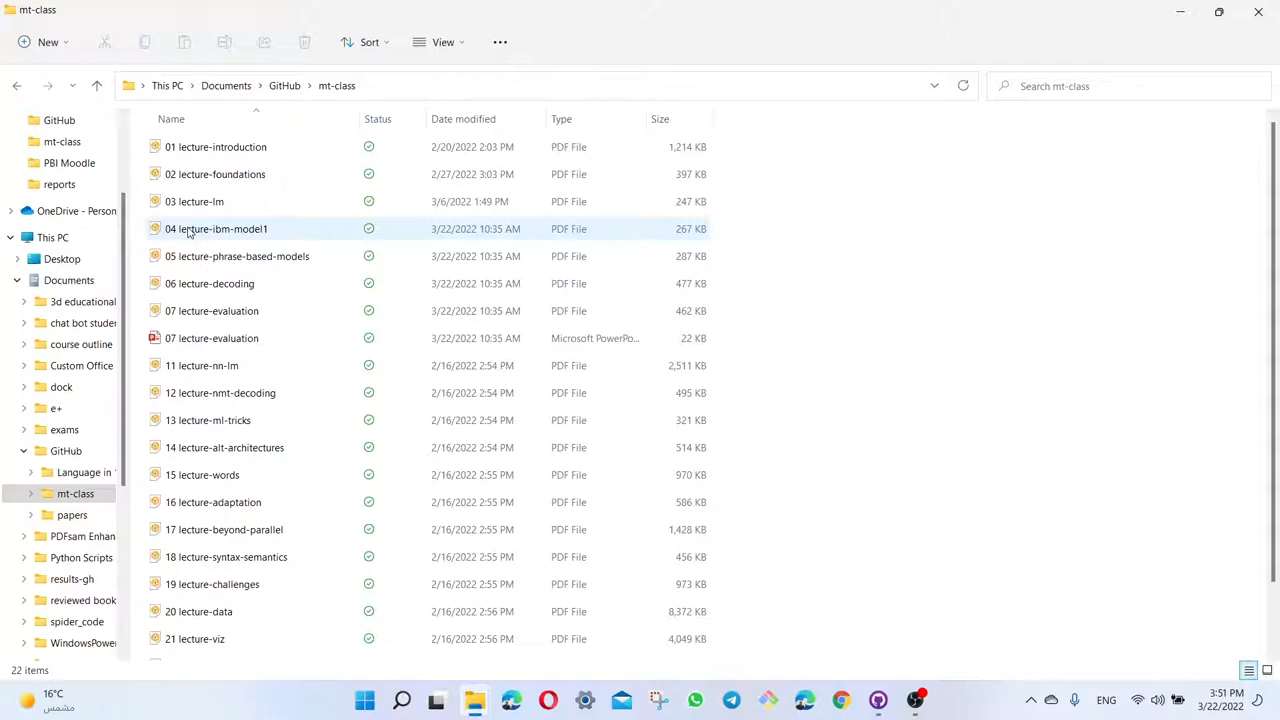 mt-class
New
Sort
View
This PC > Documents > GitHub > mt-class
Search mt-class
Name Status Date modified Type Size
GitHub
mt-class
PBI Moodle
reports
OneDrive - Person
This PC
Desktop
Documents
3d educational
chat bot studer
course outline
Custom Office
dock
e+
exams
GitHub
Language in
mt-class
papers
PDFsam Enhan
Python Scripts
results-gh
reviewed book
spider_code
WindowsPower
01 lecture-introduction 2/20/2022 2:03 PM PDF File 1,214 KB
02 lecture-foundations 2/27/2022 3:03 PM PDF File 397 KB
03 lecture-lm 3/6/2022 1:49 PM PDF File 247 KB
04 lecture-ibm-model1 3/22/2022 10:35 AM PDF File 267 KB
05 lecture-phrase-based-models 3/22/2022 10:35 AM PDF File 287 KB
06 lecture-decoding 3/22/2022 10:35 AM PDF File 477 KB
07 lecture-evaluation 3/22/2022 10:35 AM PDF File 462 KB
07 lecture-evaluation 3/22/2022 10:35 AM Microsoft PowerPo... 22 KB
11 lecture-nn-lm 2/16/2022 2:54 PM PDF File 2,511 KB
12 lecture-nmt-decoding 2/16/2022 2:54 PM PDF File 495 KB
13 lecture-ml-tricks 2/16/2022 2:54 PM PDF File 321 KB
14 lecture-alt-architectures 2/16/2022 2:54 PM PDF File 514 KB
15 lecture-words 2/16/2022 2:55 PM PDF File 970 KB
16 lecture-adaptation 2/16/2022 2:55 PM PDF File 586 KB
17 lecture-beyond-parallel 2/16/2022 2:55 PM PDF File 1,428 KB
18 lecture-syntax-semantics 2/16/2022 2:55 PM PDF File 456 KB
19 lecture-challenges 2/16/2022 2:55 PM PDF File 973 KB
20 lecture-data 2/16/2022 2:56 PM PDF File 8,372 KB
21 lecture-viz 2/16/2022 2:56 PM PDF File 4,049 KB
22 items
16°C
مشمس
ENG
3:51 PM
3/22/2022